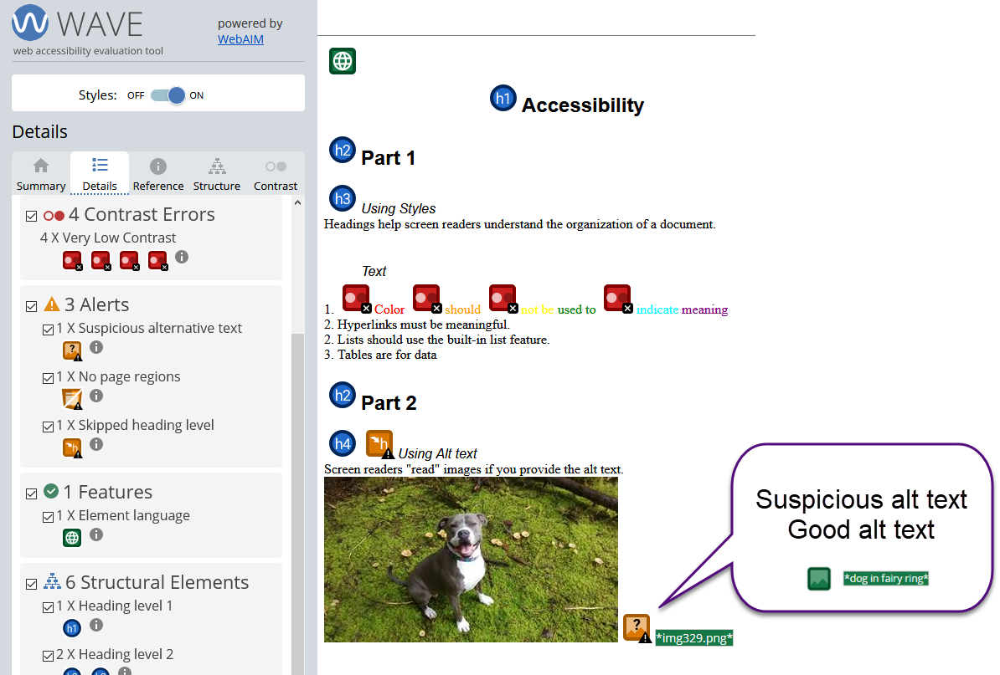 WAVE
powered by
WebAIM
web accessibility evaluation tool
Styles: OFF ON
Details
Summary Details Reference Structure Contrast
4 Contrast Errors
4 X Very Low Contrast
3 Alerts
1 X Suspicious alternative text
1 X No page regions
1 X Skipped heading level
1 Features
1 X Element language
6 Structural Elements
1 X Heading level 1
h1
2 X Heading level 2
h1 Accessibility
h2 Part 1
h3 Using Styles
Headings help screen readers understand the organization of a document.
Text
1. Color should not be used to indicate meaning
2. Hyperlinks must be meaningful.
2. Lists should use the built-in list feature.
3. Tables are for data
h2 Part 2
h4 h Using Alt text
Screen readers "read" images if you provide the alt text.
? *img329.png*
Suspicious alt text
Good alt text
*dog in fairy ring*